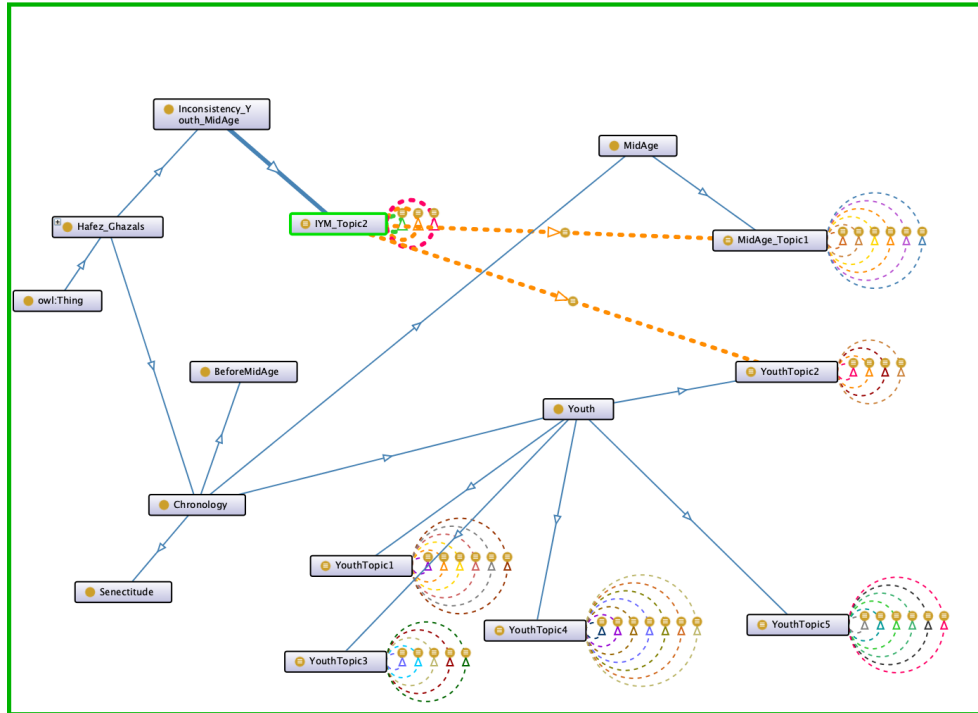 Inconsistency_Y
outh_MidAge
MidAge
Hafez_Ghazals
IYM_Topic2
MidAge_Topic1
owl:Thing
BeforeMidAge
YouthTopic2
Youth
Chronology
YouthTopic1
Senectitude
YouthTopic4
YouthTopic5
YouthTopic3